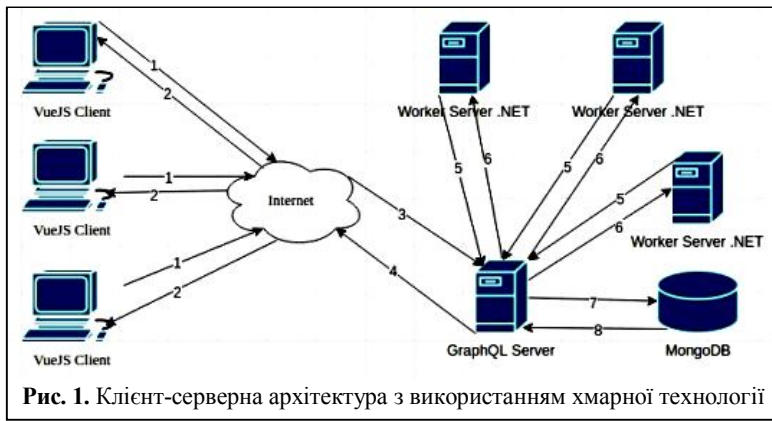 1
2
VueJS Client
Worker Server .NET
Worker Server .NET
1
2
Internet
5
6
5
6
5
6
VueJS Client
3
Worker Server .NET
1
2
4
7
8
VueJS Client
GraphQL Server
MongoDB
Рис. 1. Клієнт-серверна архітектура з використанням хмарної технології